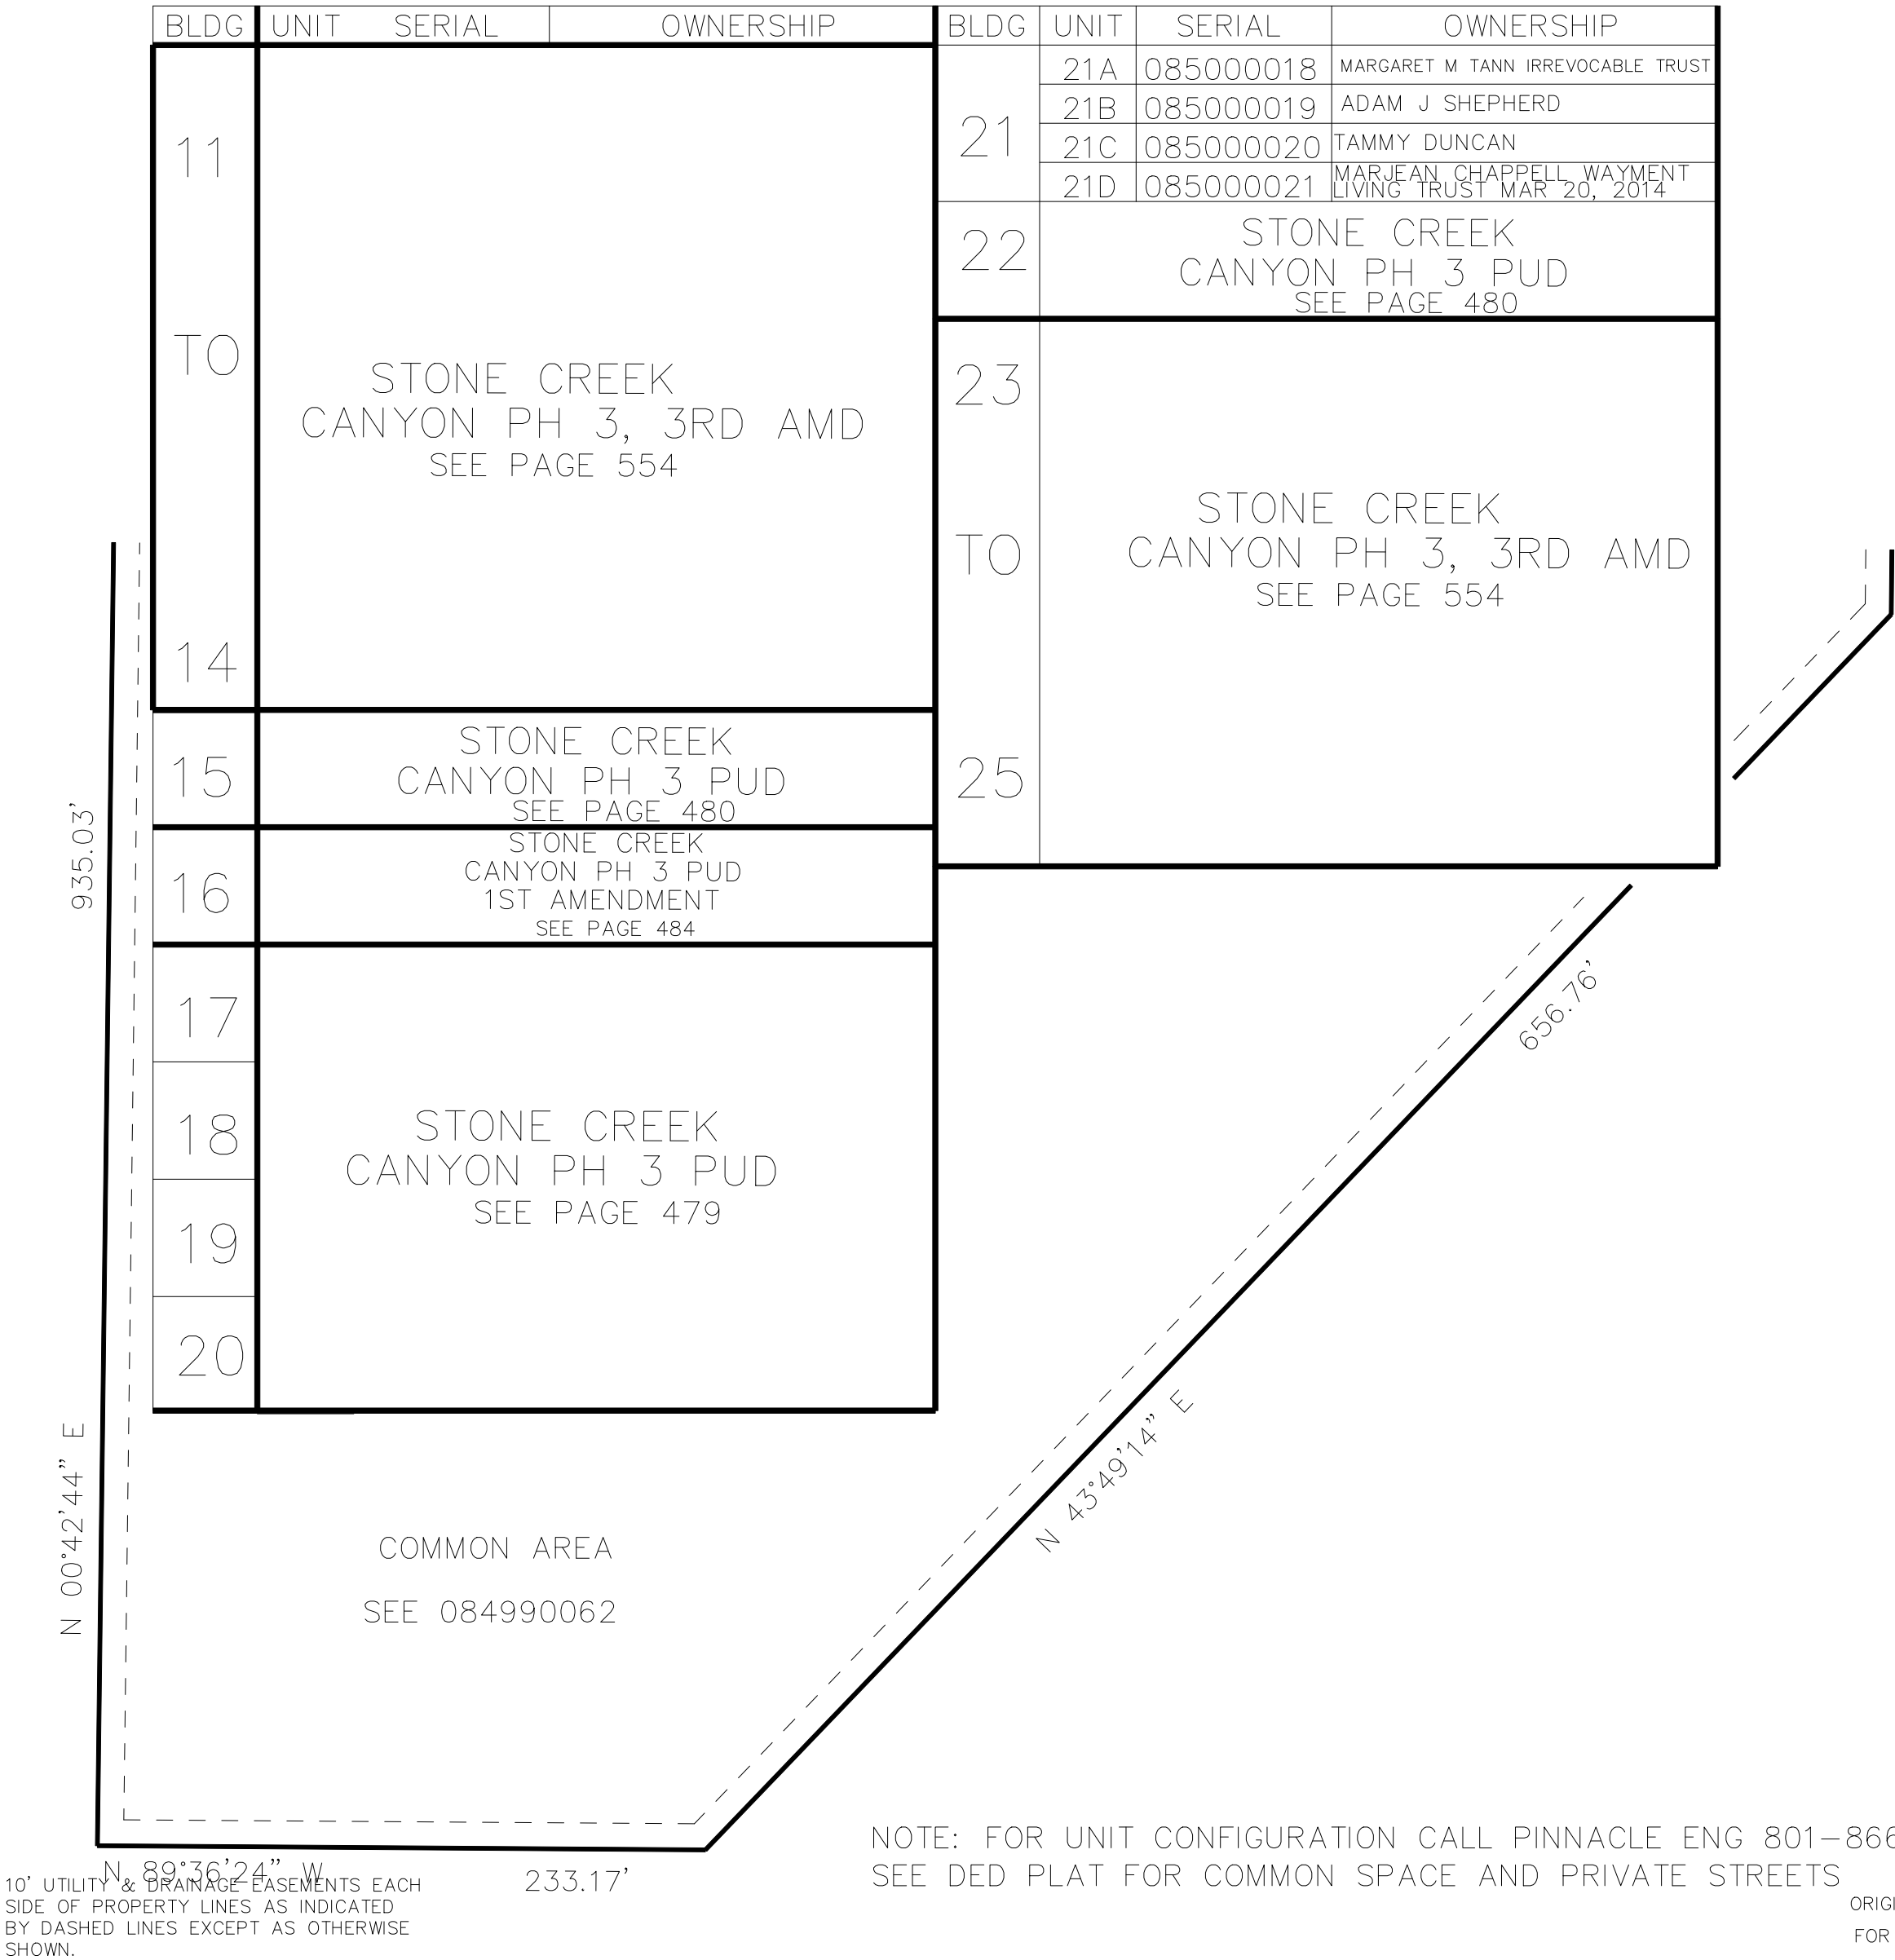 BLDG UNIT SERIAL OWNERSHIP
11
TO
14
STONE CREEK
CANYON PH 3, 3RD AMD
SEE PAGE 554
15
STONE CREEK
CANYON PH 3 PUD
SEE PAGE 480
16
STONE CREEK
CANYON PH 3 PUD
1ST AMENDMENT
SEE PAGE 484
17
18
19
20
STONE CREEK
CANYON PH 3 PUD
SEE PAGE 479
BLDG UNIT SERIAL OWNERSHIP
21
21A 085000018 MARGARET M TANN IRREVOCABLE TRUST
21B 085000019 ADAM J SHEPHERD
21C 085000020 TAMMY DUNCAN
21D 085000021 MARJEAN CHAPPELL WAYMENT
LIVING TRUST MAR 20, 2014
22
STONE CREEK
CANYON PH 3 PUD
SEE PAGE 480
23
TO
25
STONE CREEK
CANYON PH 3, 3RD AMD
SEE PAGE 554
935.03'
N 00°42'44" E
656.76'
N 43°49'14" E
COMMON AREA
SEE 084990062
N 89°36'24" W
233.17'
10' UTILITY & DRAINAGE EASEMENTS EACH
SIDE OF PROPERTY LINES AS INDICATED
BY DASHED LINES EXCEPT AS OTHERWISE
SHOWN.
NOTE: FOR UNIT CONFIGURATION CALL PINNACLE ENG 801-866
SEE DED PLAT FOR COMMON SPACE AND PRIVATE STREETS
ORIGI
FOR